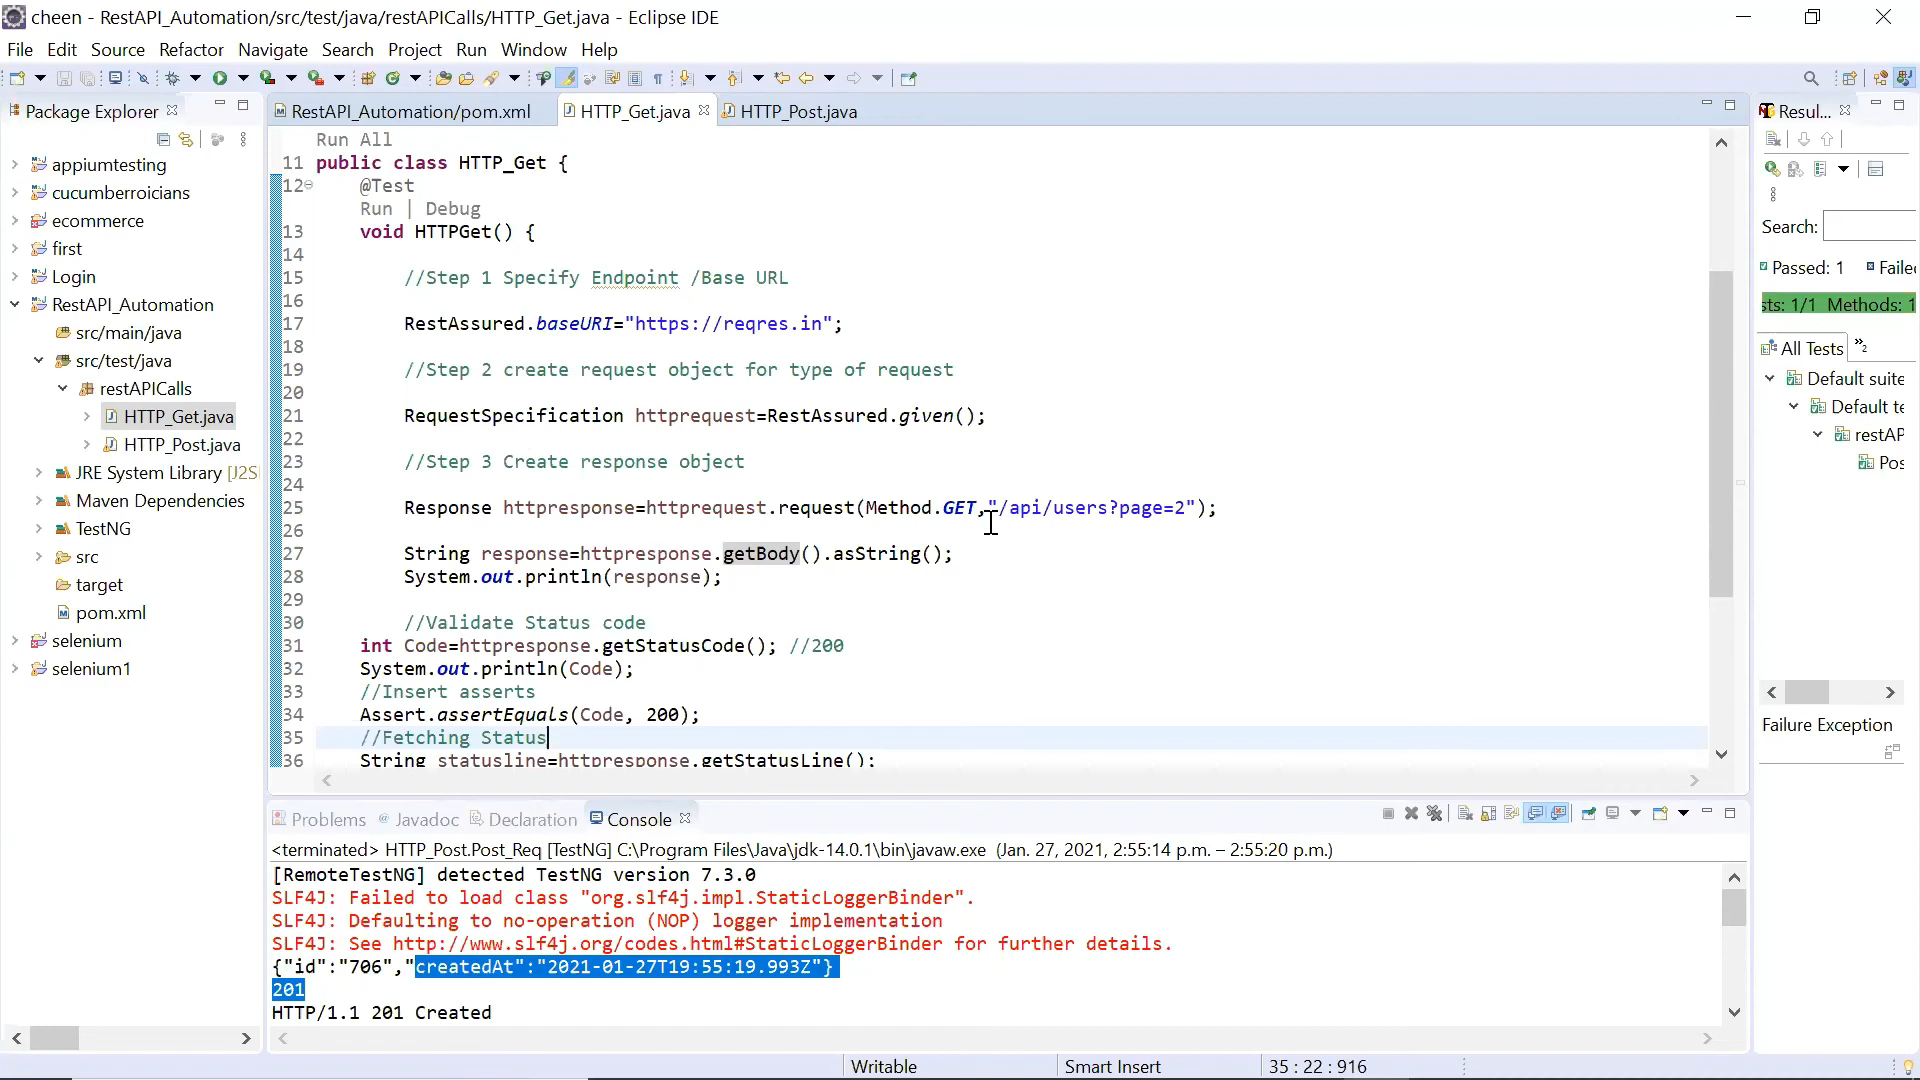 cheen - RestAPI_Automation/src/test/java/restAPICalls/HTTP_Get.java - Eclipse IDE
File Edit Source Refactor Navigate Search Project Run Window Help
Package Explorer
appiumtesting
cucumberroicians
ecommerce
first
Login
RestAPI_Automation
src/main/java
src/test/java
restAPICalls
HTTP_Get.java
HTTP_Post.java
JRE System Library [J2S
Maven Dependencies
TestNG
src
target
pom.xml
selenium
selenium1
RestAPI_Automation/pom.xml HTTP_Get.java HTTP_Post.java
Run All
11 public class HTTP_Get {
12 @Test
Run | Debug
13 void HTTPGet() {
14
15 //Step 1 Specify Endpoint /Base URL
16
17 RestAssured.baseURI="https://reqres.in";
18
19 //Step 2 create request object for type of request
20
21 RequestSpecification httprequest=RestAssured.given();
22
23 //Step 3 Create response object
24
25 Response httpresponse=httprequest.request(Method.GET,"/api/users?page=2");
26
27 String response=httpresponse.getBody().asString();
28 System.out.println(response);
29
30 //Validate Status code
31 int Code=httpresponse.getStatusCode(); //200
32 System.out.println(Code);
33 //Insert asserts
34 Assert.assertEquals(Code, 200);
35 //Fetching Status
36 String statusline=httpresponse.getStatusLine();
Problems Javadoc Declaration Console
<terminated> HTTP_Post.Post_Req [TestNG] C:\Program Files\Java\jdk-14.0.1\bin\javaw.exe (Jan. 27, 2021, 2:55:14 p.m. – 2:55:20 p.m.)
[RemoteTestNG] detected TestNG version 7.3.0
SLF4J: Failed to load class "org.slf4j.impl.StaticLoggerBinder".
SLF4J: Defaulting to no-operation (NOP) logger implementation
SLF4J: See http://www.slf4j.org/codes.html#StaticLoggerBinder for further details.
{"id":"706","createdAt":"2021-01-27T19:55:19.993Z"}
201
HTTP/1.1 201 Created
Resul...
Search:
Passed: 1 Faile
sts: 1/1 Methods: 1
All Tests
Default suite
Default te
restAP
Pos
Failure Exception
Writable Smart Insert 35 : 22 : 916